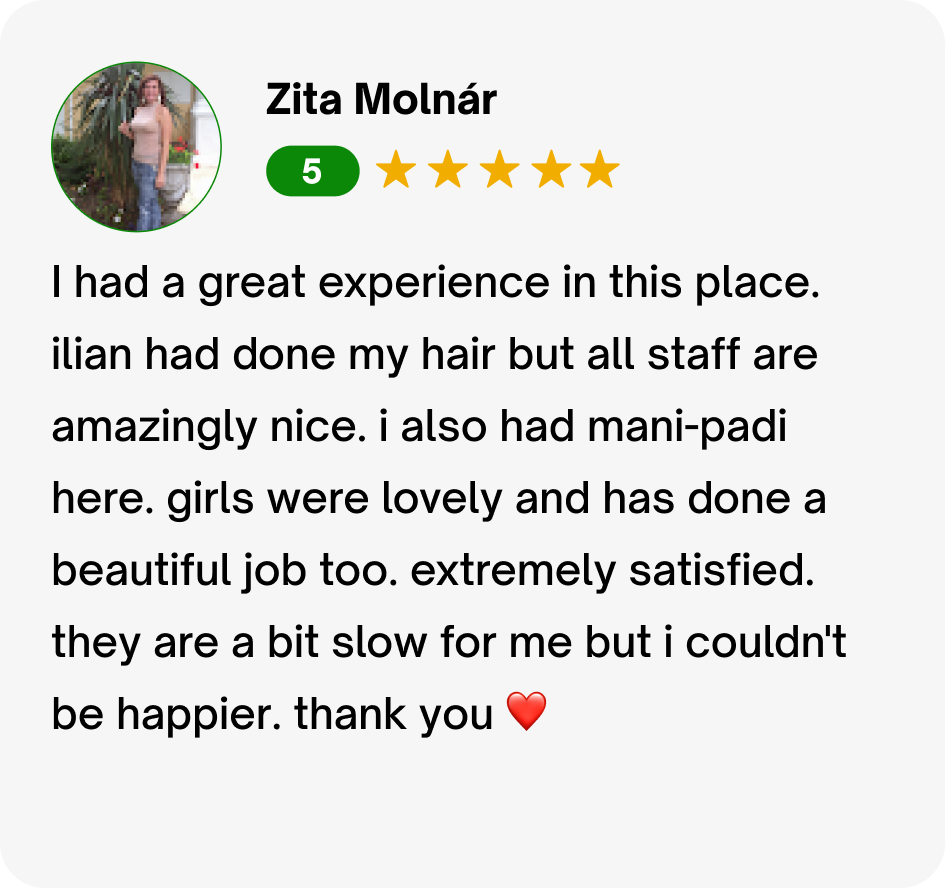 Zita Molnár
5
I had a great experience in this place.
ilian had done my hair but all staff are
amazingly nice. i also had mani-padi
here. girls were lovely and has done a
beautiful job too. extremely satisfied.
they are a bit slow for me but i couldn't
be happier. thank you ❤️